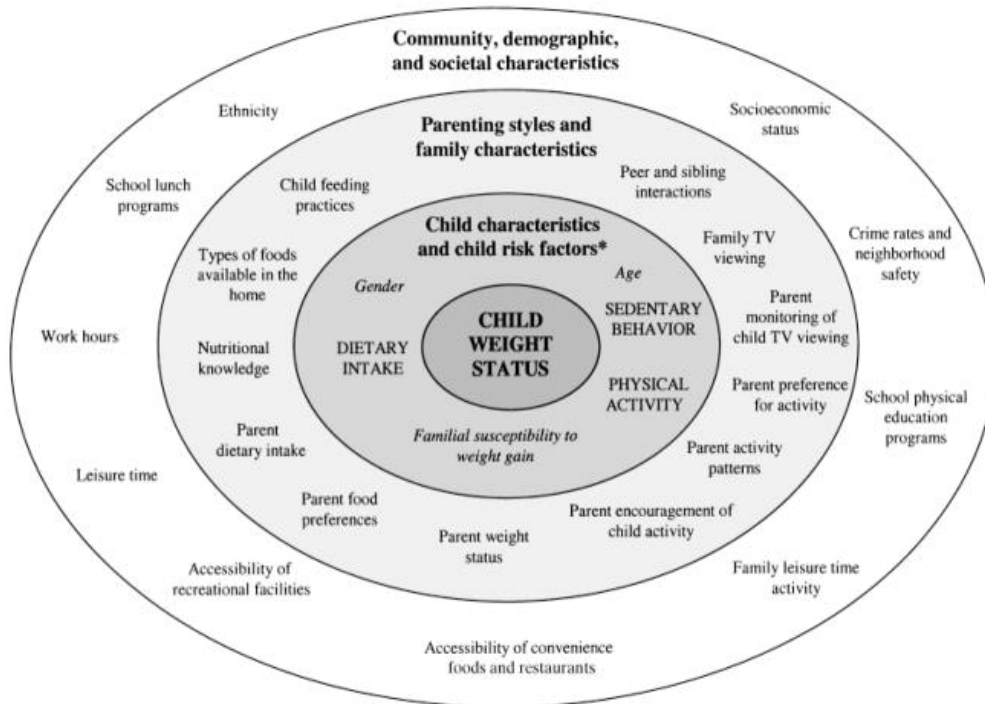 Community, demographic,
and societal characteristics
Ethnicity
Socioeconomic
status
Parenting styles and
family characteristics
School lunch
programs
Child feeding
practices
Peer and sibling
interactions
Child characteristics
and child risk factors*
Types of foods
available in the
home
Family TV
viewing
Crime rates and
neighborhood
safety
Gender
Age
Work hours
Nutritional
knowledge
DIETARY
INTAKE
CHILD
WEIGHT
STATUS
SEDENTARY
BEHAVIOR
PHYSICAL
ACTIVITY
Parent
monitoring of
child TV viewing
Parent preference
for activity
School physical
education
programs
Familial susceptibility to
weight gain
Parent
dietary intake
Parent activity
patterns
Leisure time
Parent food
preferences
Parent weight
status
Parent encouragement of
child activity
Accessibility of
recreational facilities
Family leisure time
activity
Accessibility of convenience
foods and restaurants